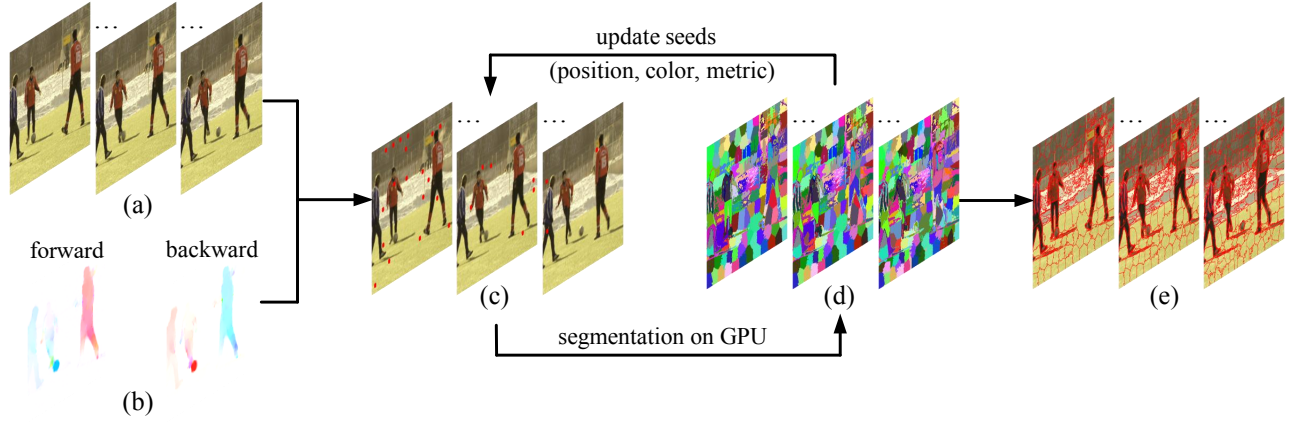 ... ...
(a)
forward backward
(b)
update seeds
(position, color, metric)
... ...
(c)
segmentation on GPU
... ...
(d)
... ...
(e)